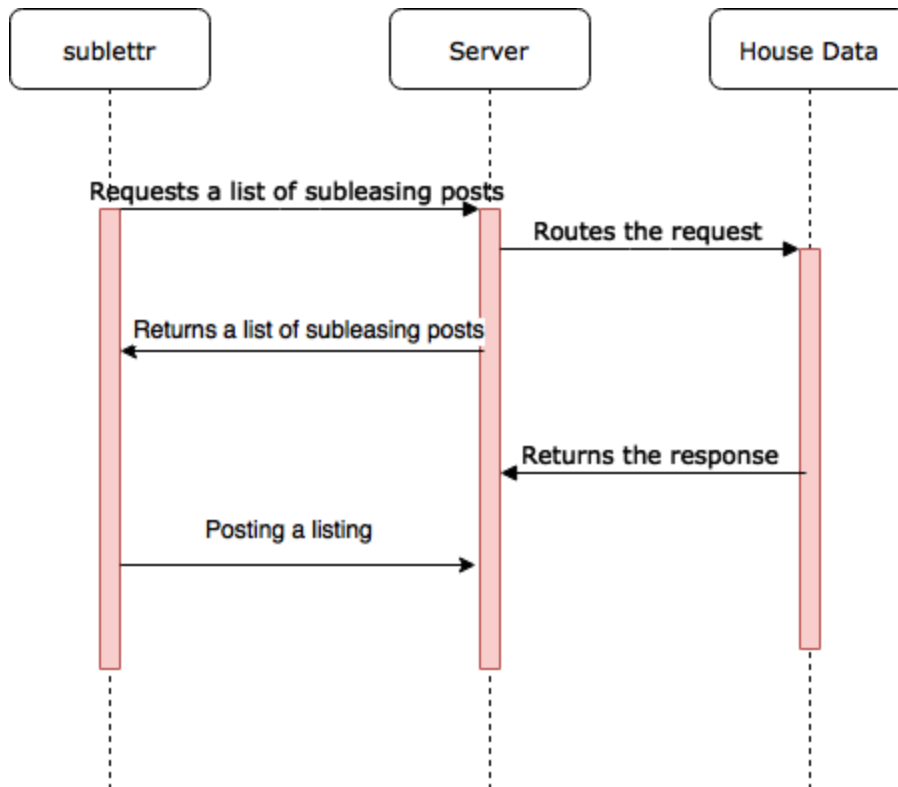 sublettr
Server
House Data
Requests a list of subleasing posts
Routes the request
Returns a list of subleasing posts
Returns the response
Posting a listing